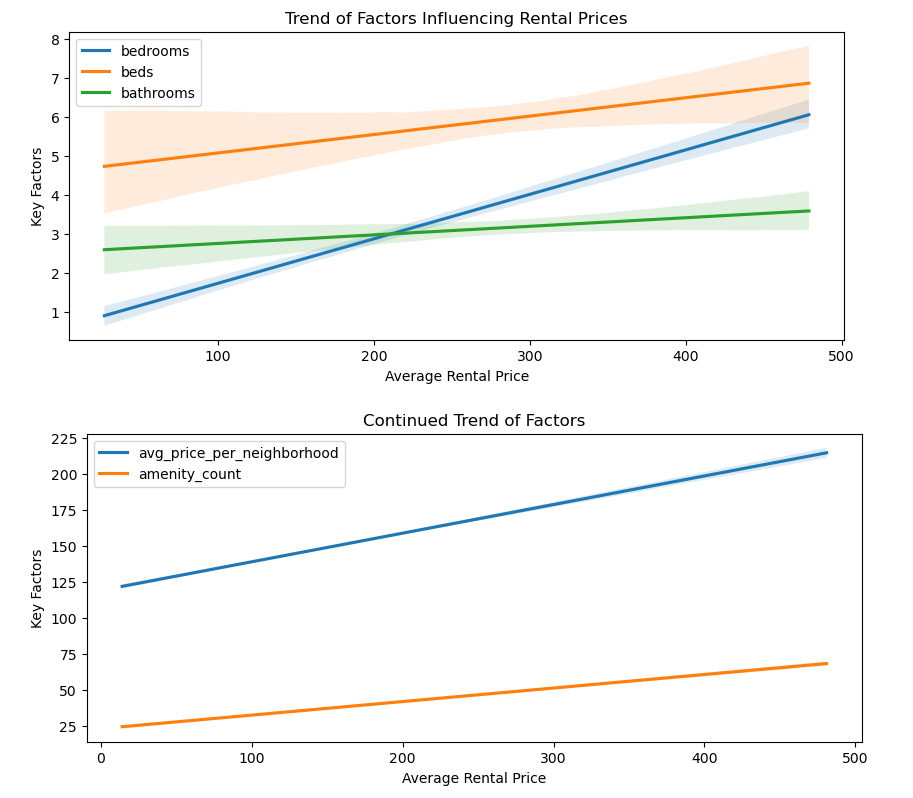 Trend of Factors Influencing Rental Prices
8
7
6
5
4
3
2
1
Key Factors
bedrooms
beds
bathrooms
100 200 300 400 500
Average Rental Price
Continued Trend of Factors
225
200
175
150
125
100
75
50
25
Key Factors
avg_price_per_neighborhood
amenity_count
0 100 200 300 400 500
Average Rental Price